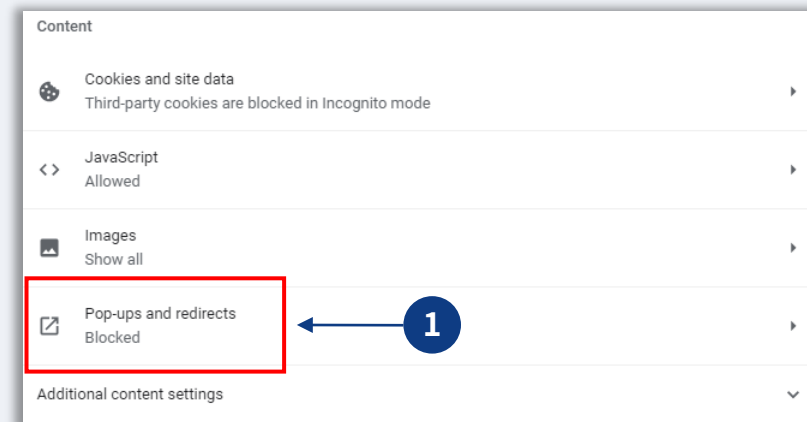 Content
Cookies and site data
Third-party cookies are blocked in Incognito mode
JavaScript
Allowed
Images
Show all
Pop-ups and redirects
Blocked
1
Additional content settings